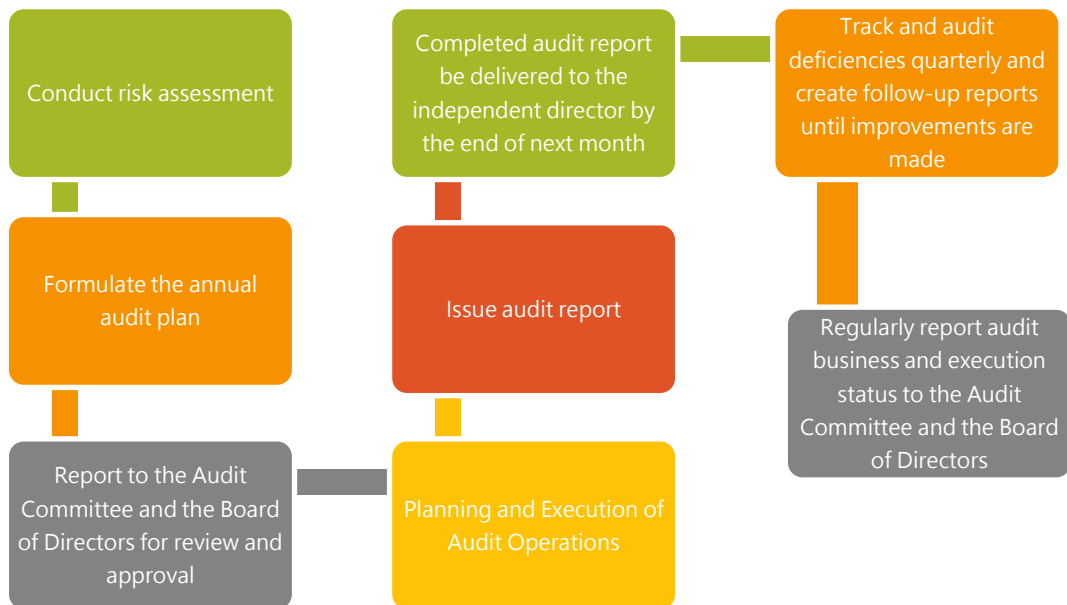 Conduct risk assessment
Formulate the annual
audit plan
Report to the Audit
Committee and the Board
of Directors for review and
approval
Planning and Execution of
Audit Operations
Issue audit report
Completed audit report
be delivered to the
independent director by
the end of next month
Track and audit
deficiencies quarterly and
create follow-up reports
until improvements are
made
Regularly report audit
business and execution
status to the Audit
Committee and the Board
of Directors